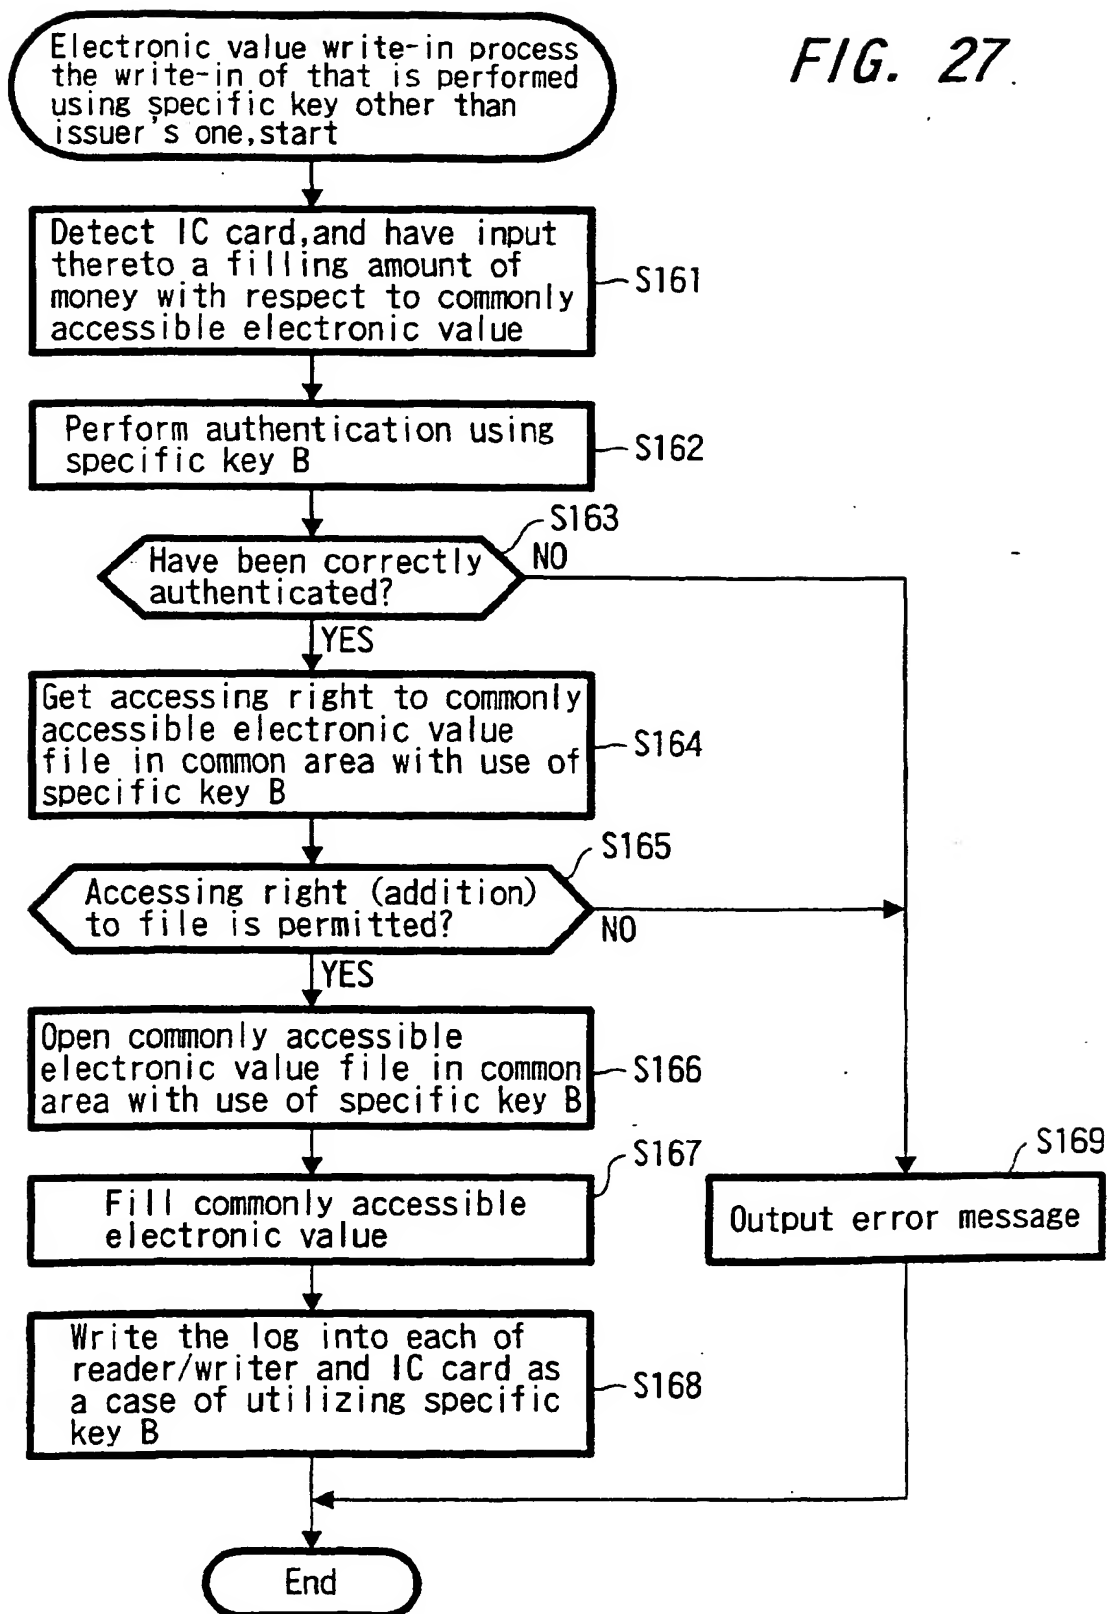 FIG. 27
Electronic value write-in process
the write-in of that is performed
using specific key other than
issuer's one,start
Detect IC card,and have input
thereto a filling amount of
money with respect to commonly
accessible electronic value
S161
Perform authentication using
specific key B
S162
S163
Have been correctly
authenticated?
NO
YES
Get accessing right to commonly
accessible electronic value
file in common area with use of
specific key B
S164
S165
Accessing right (addition)
to file is permitted?
NO
YES
Open commonly accessible
electronic value file in common
area with use of specific key B
S166
S167
Fill commonly accessible
electronic value
S169
Output error message
Write the log into each of
reader/writer and IC card as
a case of utilizing specific
key B
S168
End